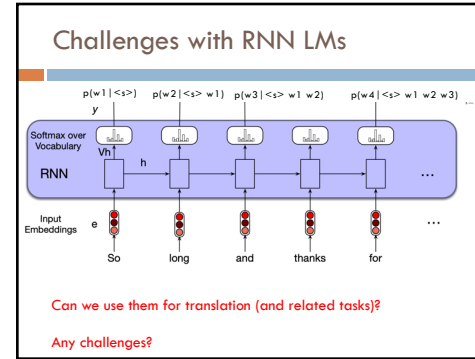 Challenges with RNN LMs
p(w1|<s>) p(w2|<s> w1) p(w3|<s> w1 w2) p(w4|<s> w1 w2 w3)
y
Softmax over
Vocabulary
Vh
RNN h ...
Input
Embeddings e ...
So long and thanks for
Can we use them for translation (and related tasks)?
Any challenges?